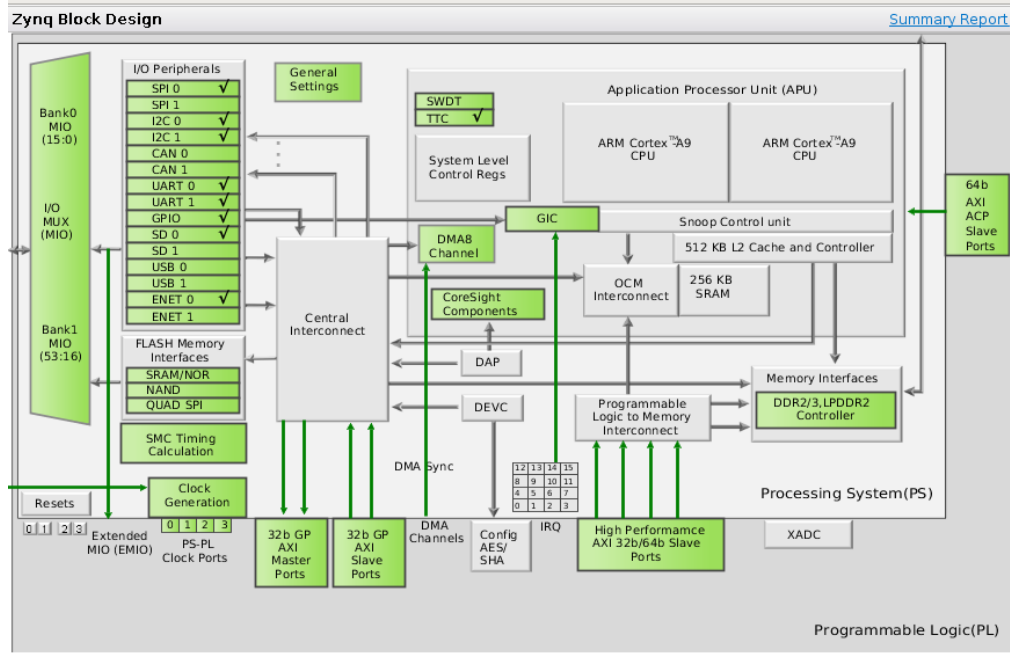 Zynq Block Design
Summary Report
Bank0
MIO
(15:0)
I/O
MUX
(MIO)
Bank1
MIO
(53:16)
I/O Peripherals
SPI 0 √
SPI 1
I2C 0 √
I2C 1 √
CAN 0
CAN 1
UART 0 √
UART 1 √
GPIO √
SD 0 √
SD 1
USB 0
USB 1
ENET 0 √
ENET 1
FLASH Memory
Interfaces
SRAM/NOR
NAND
QUAD SPI
SMC Timing
Calculation
General
Settings
Central
Interconnect
Application Processor Unit (APU)
SWDT
TTC √
System Level
Control Regs
ARM Cortex™-A9
CPU
ARM Cortex™-A9
CPU
GIC
Snoop Control unit
DMA8
Channel
512 KB L2 Cache and Controller
OCM
Interconnect
256 KB
SRAM
CoreSight
Components
DAP
DEVC
64b
AXI
ACP
Slave
Ports
Programmable
Logic to Memory
Interconnect
Memory Interfaces
DDR2/3,LPDDR2
Controller
DMA Sync
12 13 14 15
8 9 10 11
4 5 6 7
0 1 2 3
Processing System(PS)
Resets
0 1 2 3
Clock
Generation
0 1 2 3
Extended
MIO (EMIO)
PS-PL
Clock Ports
32b GP
AXI
Master
Ports
32b GP
AXI
Slave
Ports
DMA
Channels
Config
AES/
SHA
IRQ
High Performamce
AXI 32b/64b Slave
Ports
XADC
Programmable Logic(PL)